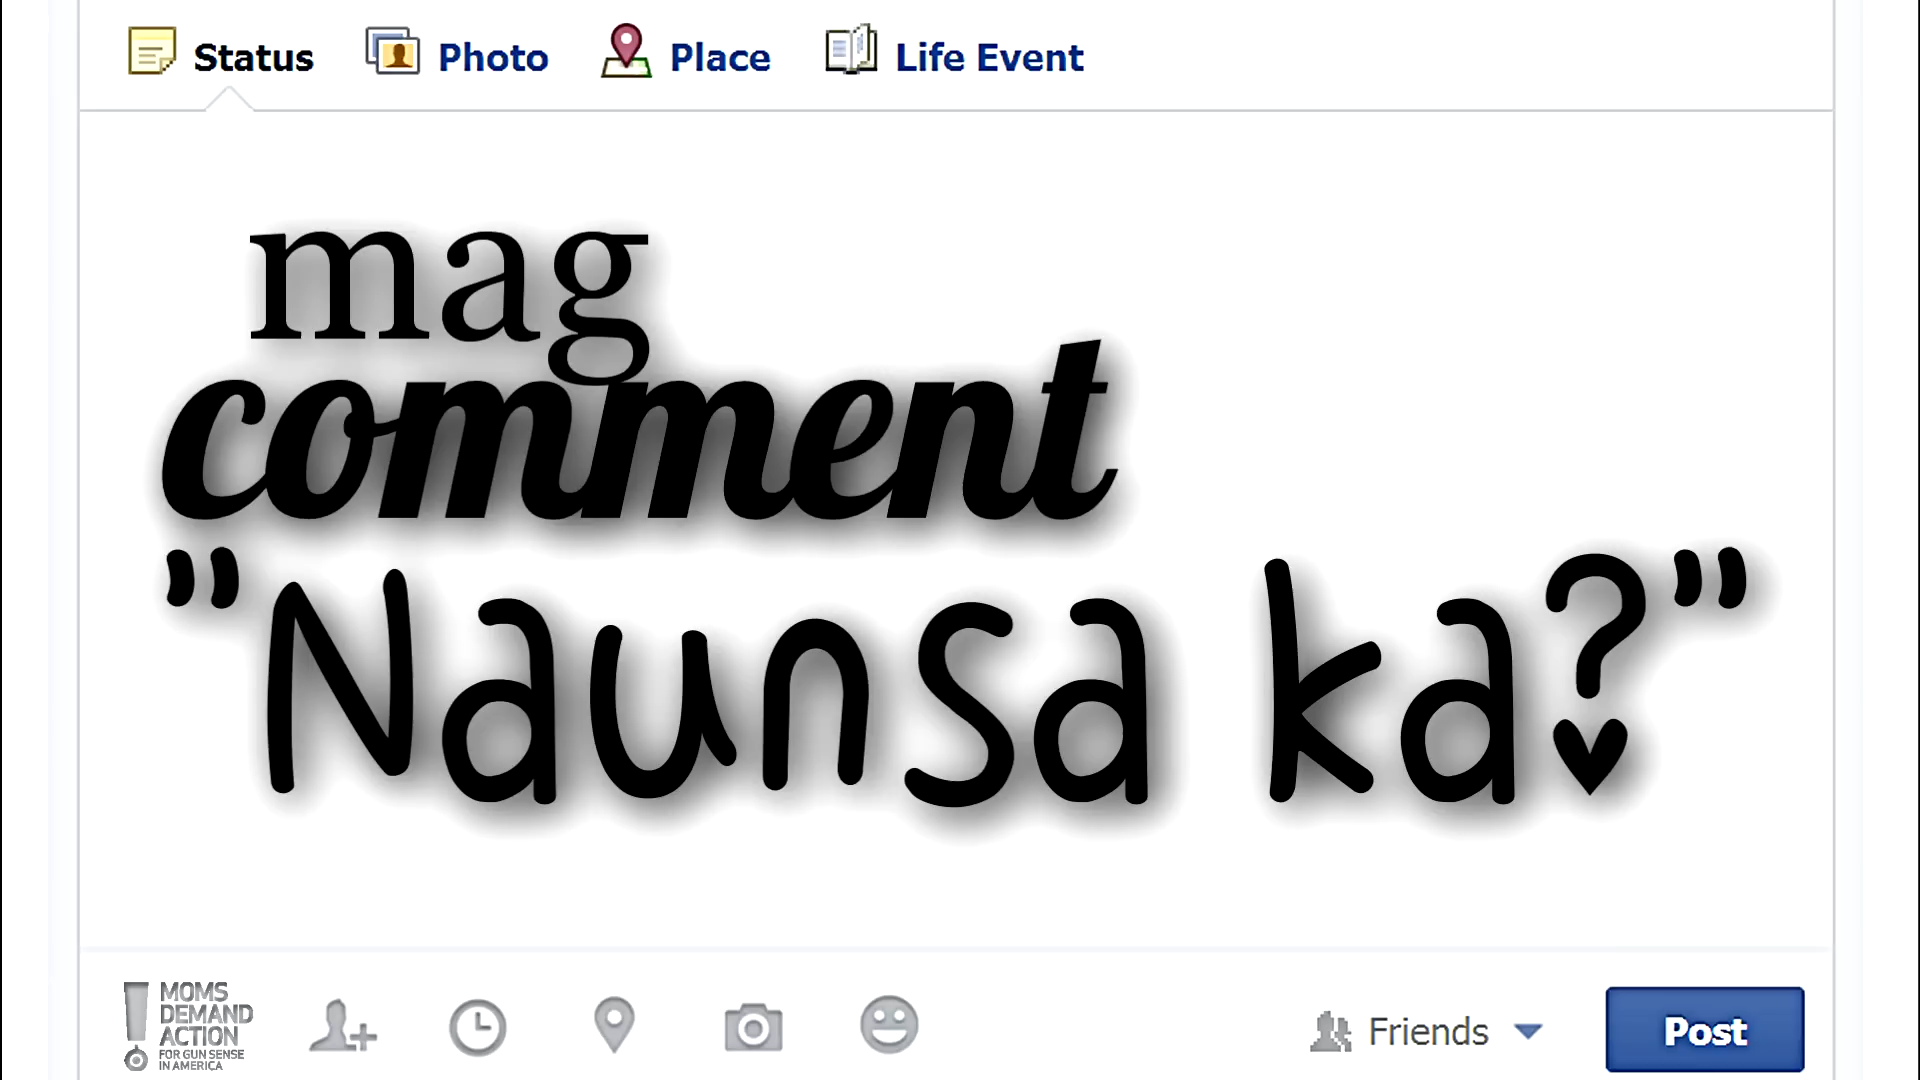 Status Photo Place Life Event
mag
comment
"Naunsa ka?"
MOMS
DEMAND
ACTION
FOR GUN SENSE
IN AMERICA
Friends Post